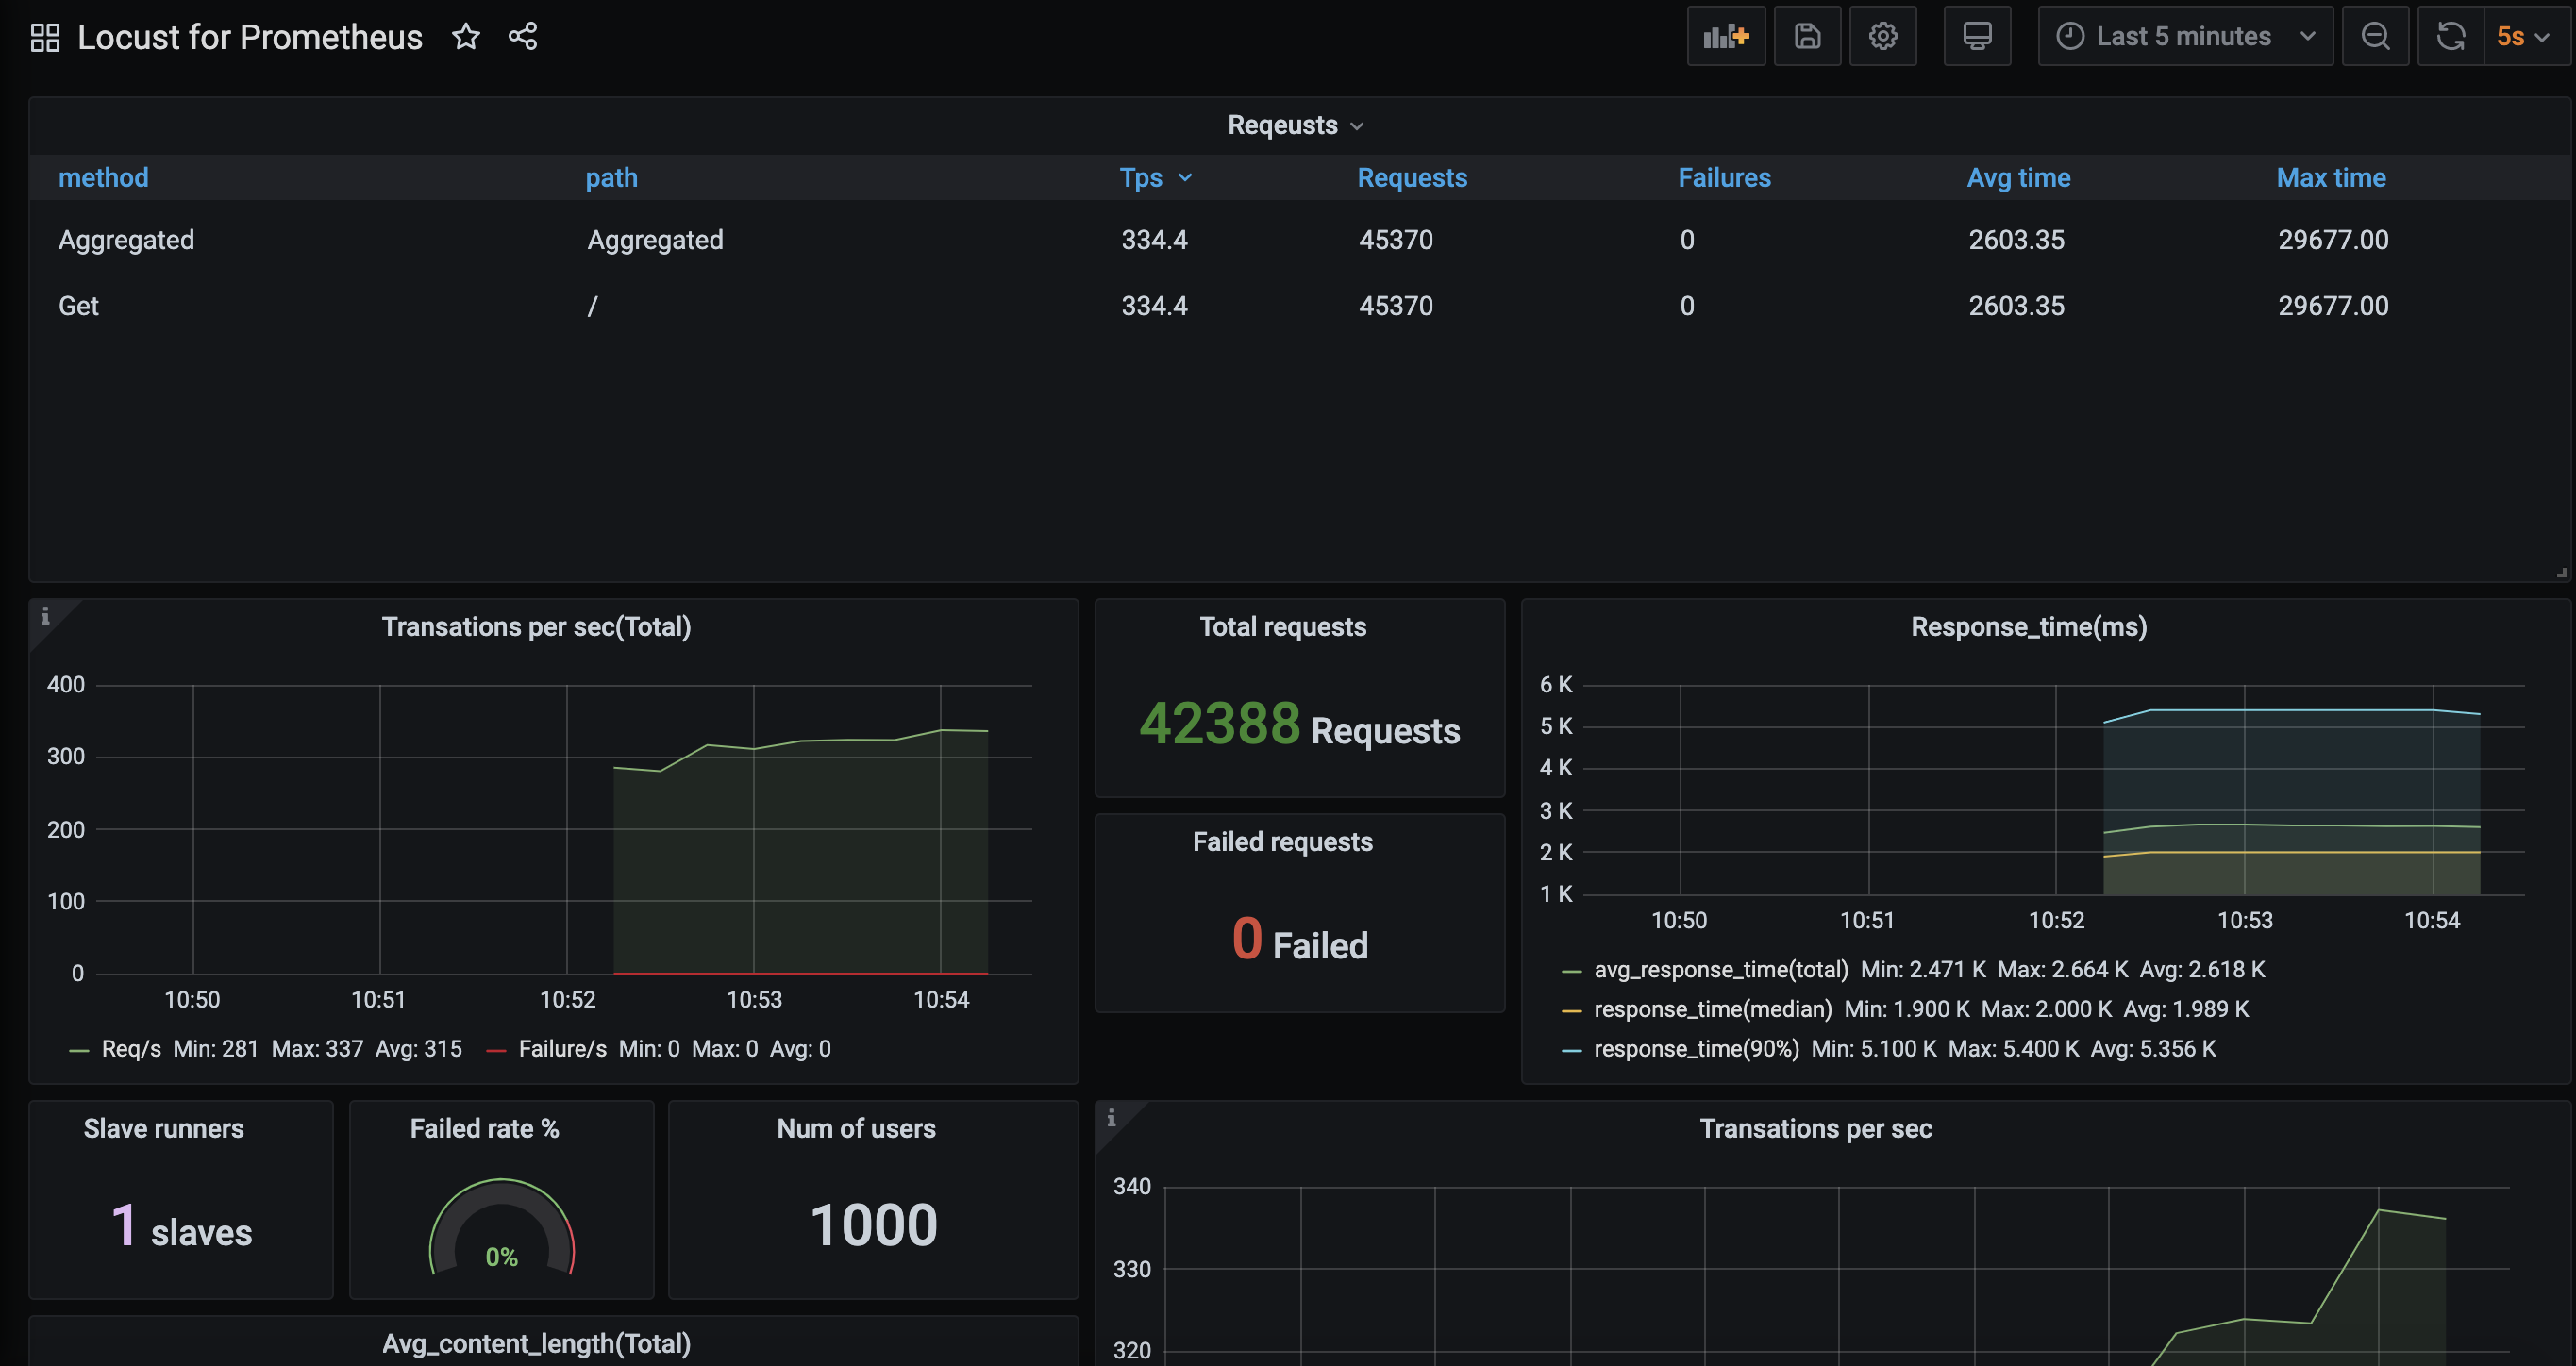 Locust for Prometheus
Last 5 minutes
5s
Reqeusts
method path Tps Requests Failures Avg time Max time
Aggregated Aggregated 334.4 45370 0 2603.35 29677.00
Get / 334.4 45370 0 2603.35 29677.00
i
Transations per sec(Total)
400
300
200
100
0
10:50 10:51 10:52 10:53 10:54
Req/s Min: 281 Max: 337 Avg: 315 Failure/s Min: 0 Max: 0 Avg: 0
Total requests
42388 Requests
Failed requests
0 Failed
Response_time(ms)
6 K
5 K
4 K
3 K
2 K
1 K
10:50 10:51 10:52 10:53 10:54
avg_response_time(total) Min: 2.471 K Max: 2.664 K Avg: 2.618 K
response_time(median) Min: 1.900 K Max: 2.000 K Avg: 1.989 K
response_time(90%) Min: 5.100 K Max: 5.400 K Avg: 5.356 K
Slave runners
1 slaves
Failed rate %
0%
Num of users
1000
i
Transations per sec
340
330
320
Avg_content_length(Total)